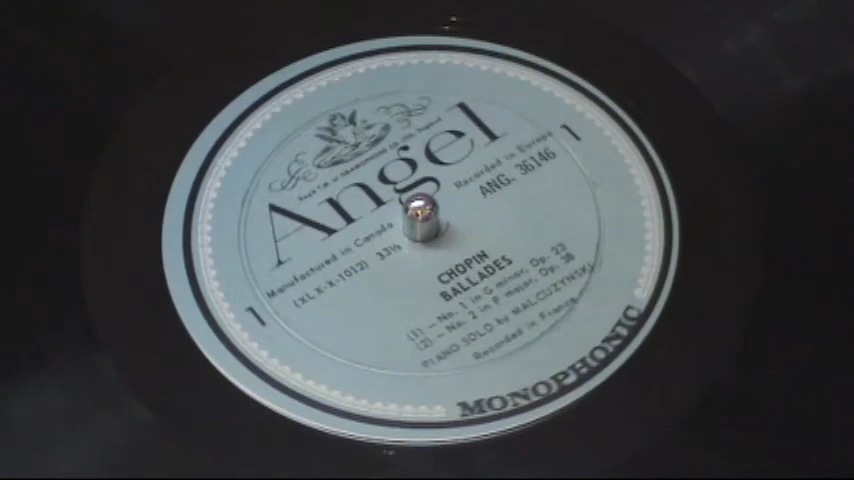 Angel
Recorded in Europe
ANG. 36146
1
Manufactured in Canada
(XLX-X-1012) 33⅓
1
CHOPIN
BALLADES
(1) – No. 1 in G minor, Op. 23
(2) – No. 2 in F major, Op. 38
PIANO SOLO by MALCUZYNSKI
Recorded in France
MONOPHONIC